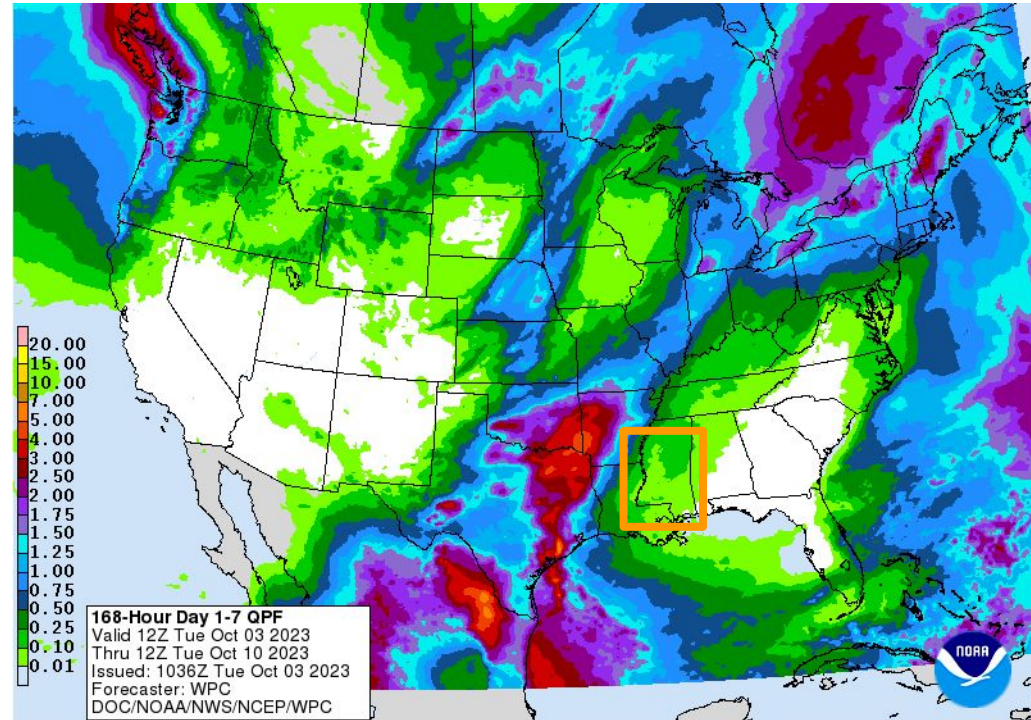 20.00
15.00
10.00
7.00
5.00
4.00
3.00
2.50
2.00
1.75
1.50
1.25
1.00
0.75
0.50
0.25
0.10
0.01
168-Hour Day 1-7 QPF
Valid 12Z Tue Oct 03 2023
Thru 12Z Tue Oct 10 2023
Issued: 1036Z Tue Oct 03 2023
Forecaster: WPC
DOC/NOAA/NWS/NCEP/WPC
NOAA